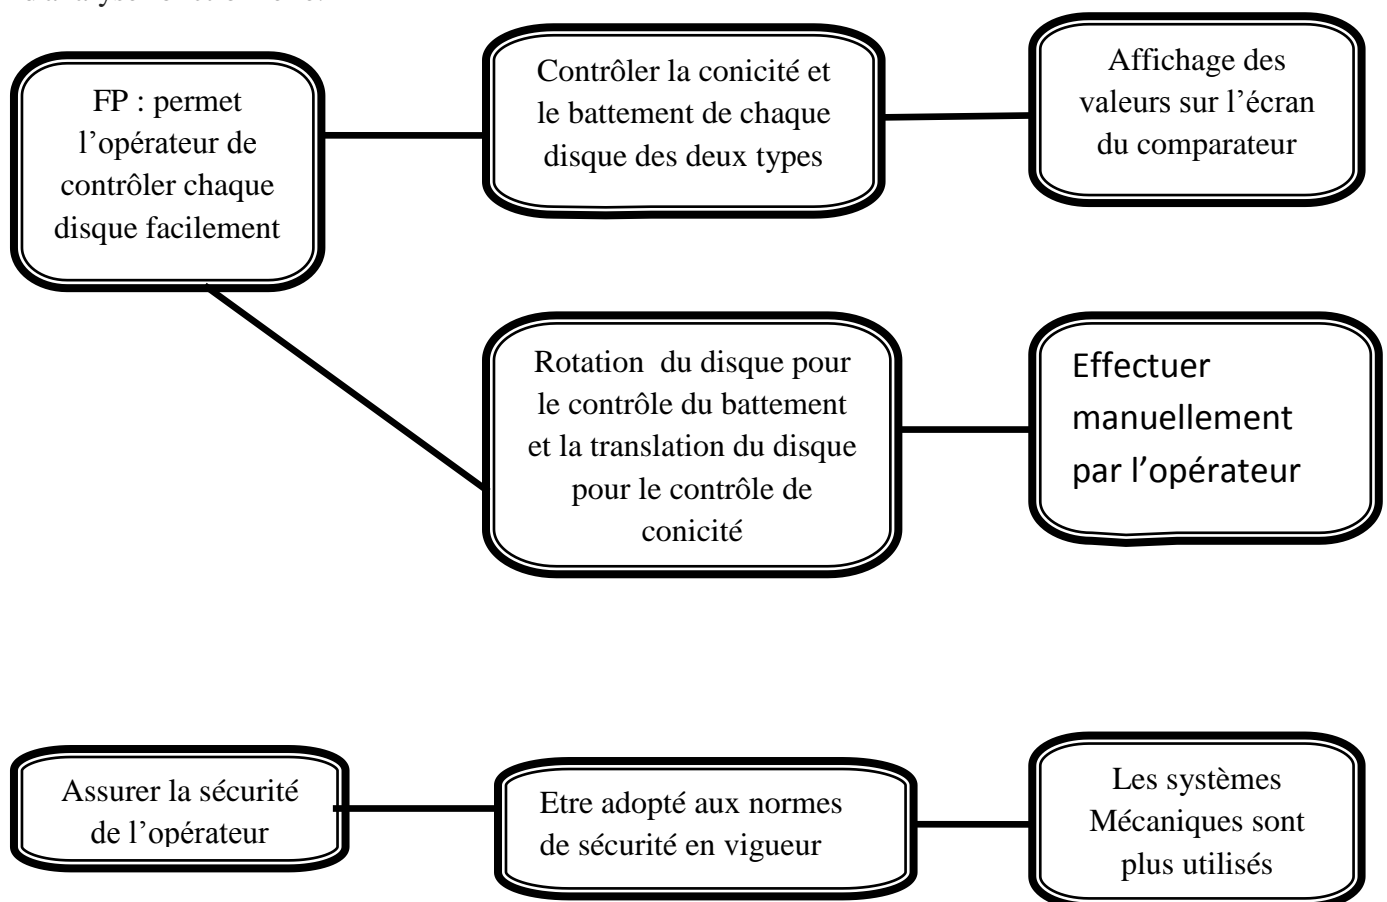 FP : permet
l’opérateur de
contrôler chaque
disque facilement
Contrôler la conicité et
le battement de chaque
disque des deux types
Affichage des
valeurs sur l’écran
du comparateur
Rotation du disque pour
le contrôle du battement
et la translation du disque
pour le contrôle de
conicité
Effectuer
manuellement
par l’opérateur
Assurer la sécurité
de l’opérateur
Etre adopté aux normes
de sécurité en vigueur
Les systèmes
Mécaniques sont
plus utilisés